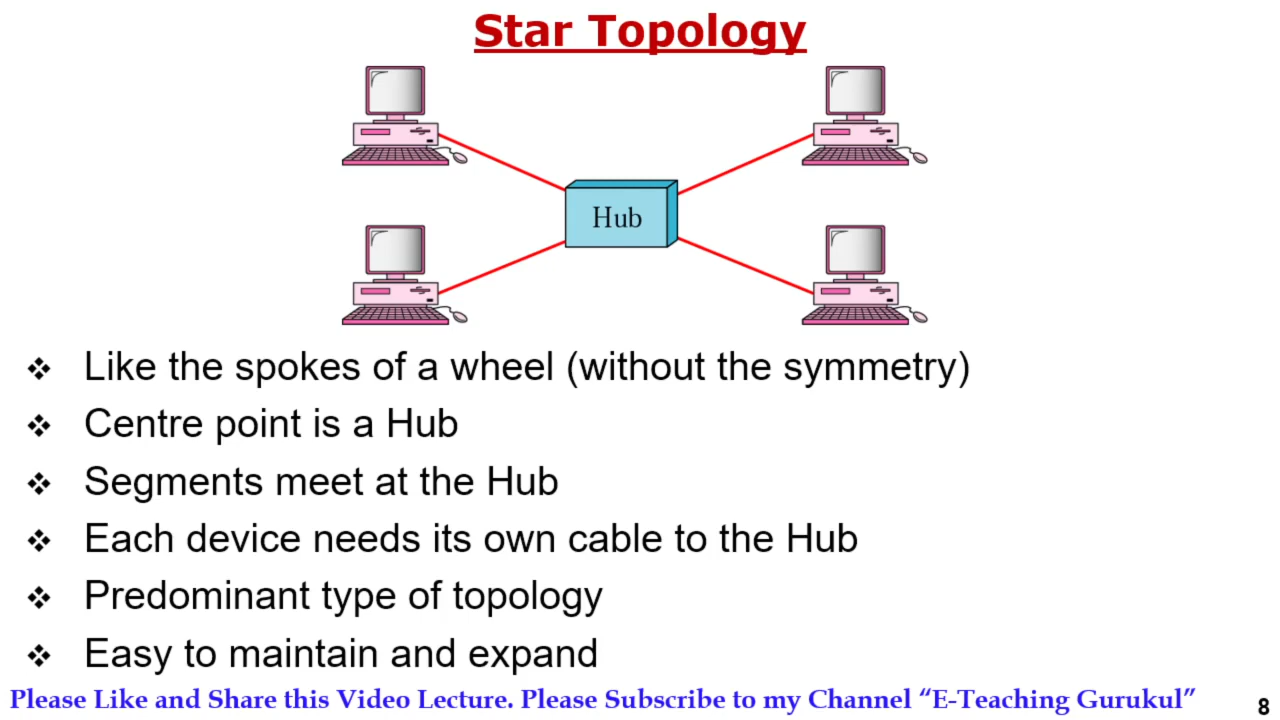 Star Topology
Hub
❖ Like the spokes of a wheel (without the symmetry)
❖ Centre point is a Hub
❖ Segments meet at the Hub
❖ Each device needs its own cable to the Hub
❖ Predominant type of topology
❖ Easy to maintain and expand
Please Like and Share this Video Lecture. Please Subscribe to my Channel “E-Teaching Gurukul”
8